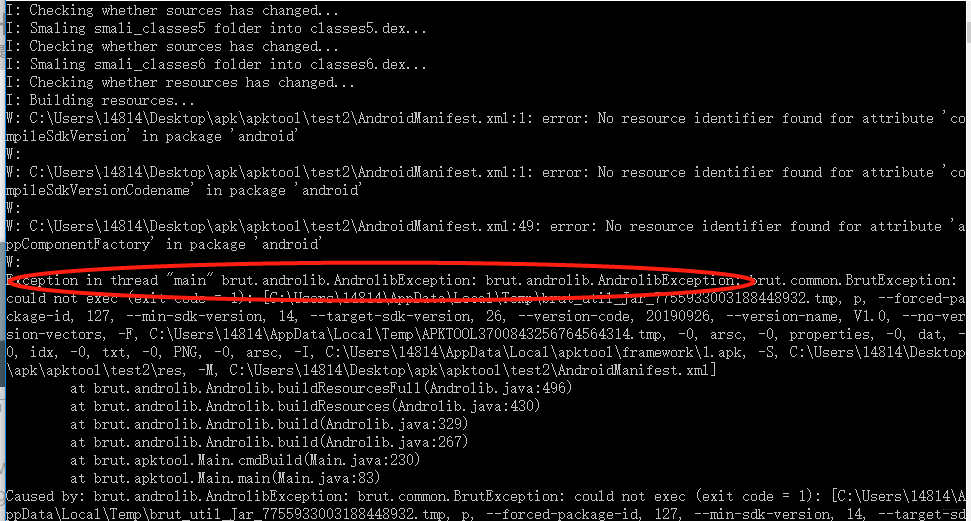 I: Checking whether sources has changed...
I: Smaling smali_classes5 folder into classes5.dex...
I: Checking whether sources has changed...
I: Smaling smali_classes6 folder into classes6.dex...
I: Checking whether resources has changed...
I: Building resources...
W: C:\Users\14814\Desktop\apk\apktool\test2\AndroidManifest.xml:1: error: No resource identifier found for attribute 'co
mpileSdkVersion' in package 'android'
W:
W: C:\Users\14814\Desktop\apk\apktool\test2\AndroidManifest.xml:1: error: No resource identifier found for attribute 'co
mpileSdkVersionCodename' in package 'android'
W:
W: C:\Users\14814\Desktop\apk\apktool\test2\AndroidManifest.xml:49: error: No resource identifier found for attribute 'a
ppComponentFactory' in package 'android'
W:
Exception in thread "main" brut.androlib.AndrolibException: brut.androlib.AndrolibException: brut.common.BrutException:
could not exec (exit code = 1): [C:\Users\14814\AppData\Local\Temp\brut_util_Jar_7755933003188448932.tmp, p, --forced-pa
ckage-id, 127, --min-sdk-version, 14, --target-sdk-version, 26, --version-code, 20190926, --version-name, V1.0, --no-ver
sion-vectors, -F, C:\Users\14814\AppData\Local\Temp\APKTOOL3700843256764564314.tmp, -0, arsc, -0, properties, -0, dat, -
0, idx, -0, txt, -0, PNG, -0, arsc, -I, C:\Users\14814\AppData\Local\apktool\framework\1.apk, -S, C:\Users\14814\Desktop
\apk\apktool\test2\res, -M, C:\Users\14814\Desktop\apk\apktool\test2\AndroidManifest.xml]
at brut.androlib.Androlib.buildResourcesFull(Androlib.java:496)
at brut.androlib.Androlib.buildResources(Androlib.java:430)
at brut.androlib.Androlib.build(Androlib.java:329)
at brut.androlib.Androlib.build(Androlib.java:267)
at brut.apktool.Main.cmdBuild(Main.java:230)
at brut.apktool.Main.main(Main.java:83)
Caused by: brut.androlib.AndrolibException: brut.common.BrutException: could not exec (exit code = 1): [C:\Users\14814\A
ppData\Local\Temp\brut_util_Jar_7755933003188448932.tmp, p, --forced-package-id, 127, --min-sdk-version, 14, --target-sd